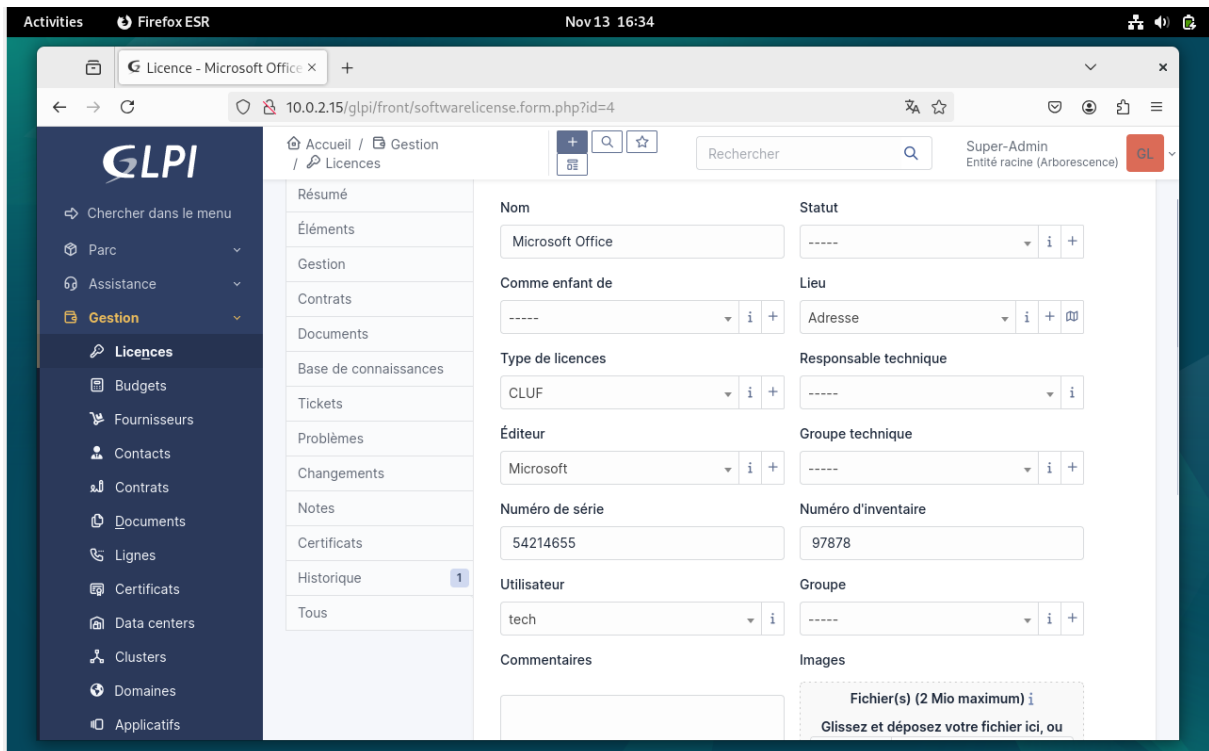 Activities Firefox ESR Nov 13 16:34
Licence - Microsoft Office
10.0.2.15/glpi/front/softwarelicense.form.php?id=4
GLPI
Chercher dans le menu
Parc
Assistance
Gestion
Licences
Budgets
Fournisseurs
Contacts
Contrats
Documents
Lignes
Certificats
Data centers
Clusters
Domaines
Applicatifs
Accueil / Gestion
/ Licences
Rechercher
Super-Admin
Entité racine (Arborescence)
GL
Résumé
Éléments
Gestion
Contrats
Documents
Base de connaissances
Tickets
Problèmes
Changements
Notes
Certificats
Historique 1
Tous
Nom
Microsoft Office
Statut
-----
Comme enfant de
-----
Lieu
Adresse
Type de licences
CLUF
Responsable technique
-----
Éditeur
Microsoft
Groupe technique
-----
Numéro de série
54214655
Numéro d'inventaire
97878
Utilisateur
tech
Groupe
-----
Commentaires
Images
Fichier(s) (2 Mio maximum)
Glissez et déposez votre fichier ici, ou